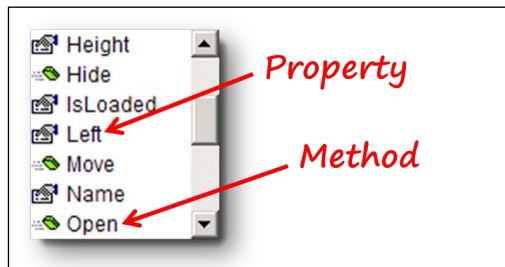 Height
Hide
IsLoaded
Left
Move
Name
Open
Property
Method